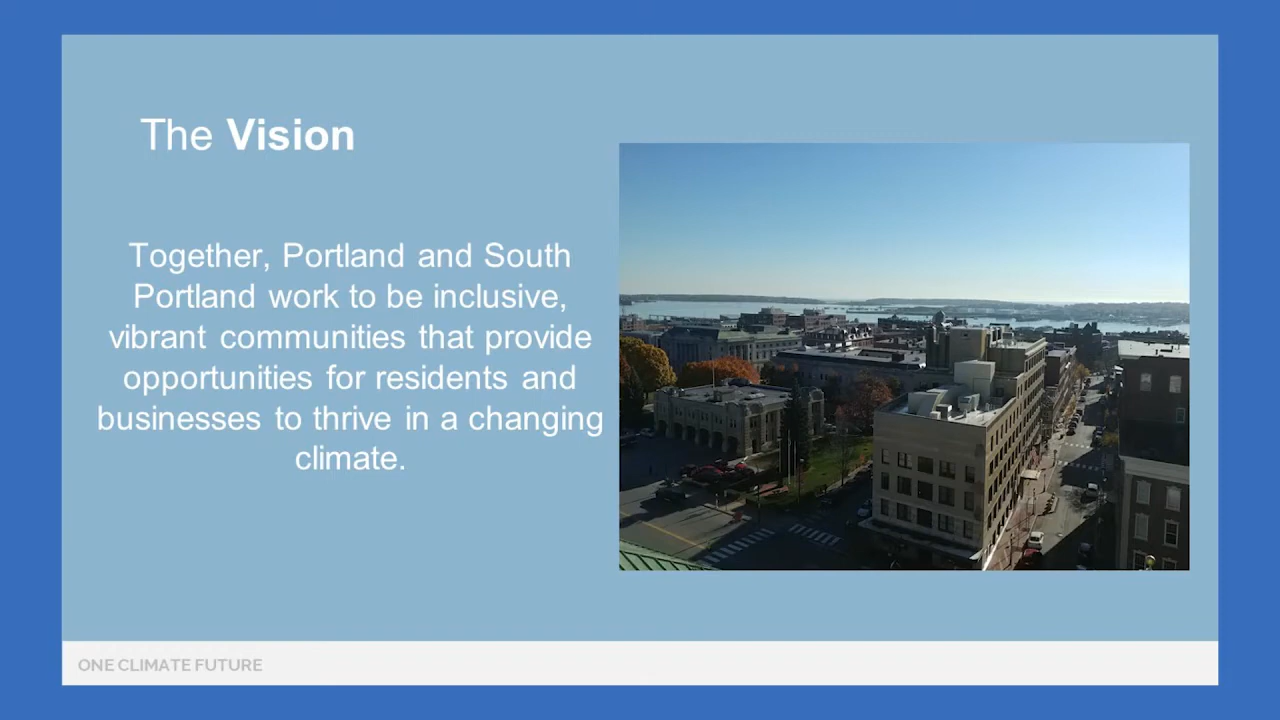 The Vision
Together, Portland and South
Portland work to be inclusive,
vibrant communities that provide
opportunities for residents and
businesses to thrive in a changing
climate.
ONE CLIMATE FUTURE